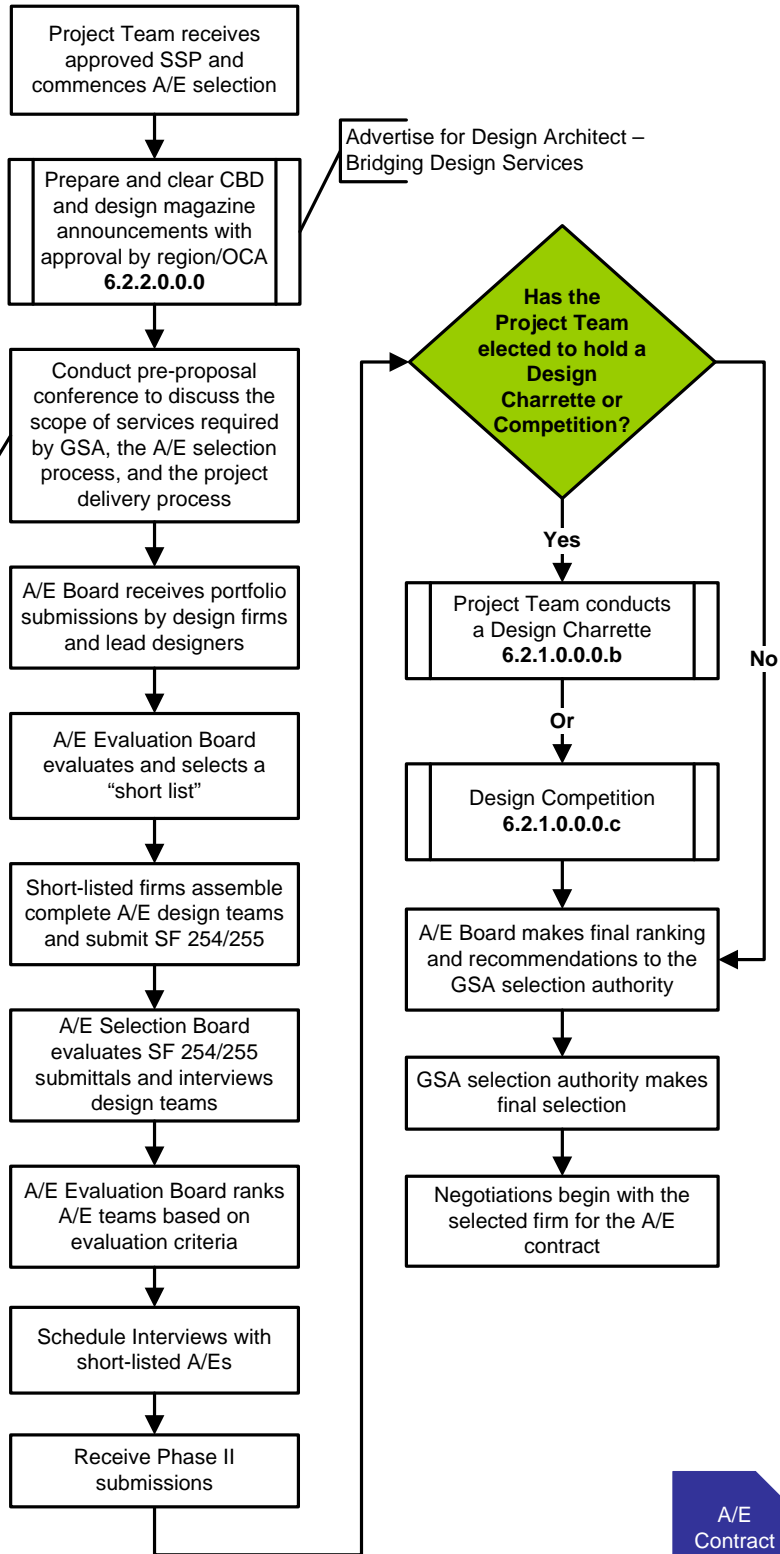 Project Team receives
approved SSP and
commences A/E selection
Advertise for Design Architect –
Bridging Design Services
Prepare and clear CBD
and design magazine
announcements with
approval by region/OCA
6.2.2.0.0.0
Conduct pre-proposal
conference to discuss the
scope of services required
by GSA, the A/E selection
process, and the project
delivery process
A/E Board receives portfolio
submissions by design firms
and lead designers
A/E Evaluation Board
evaluates and selects a
“short list”
Short-listed firms assemble
complete A/E design teams
and submit SF 254/255
A/E Selection Board
evaluates SF 254/255
submittals and interviews
design teams
A/E Evaluation Board ranks
A/E teams based on
evaluation criteria
Schedule Interviews with
short-listed A/Es
Receive Phase II
submissions
Has the
Project Team
elected to hold a
Design
Charrette or
Competition?
Yes
No
Project Team conducts
a Design Charrette
6.2.1.0.0.0.b
Or
Design Competition
6.2.1.0.0.0.c
A/E Board makes final ranking
and recommendations to the
GSA selection authority
GSA selection authority makes
final selection
Negotiations begin with the
selected firm for the A/E
contract
A/E
Contract